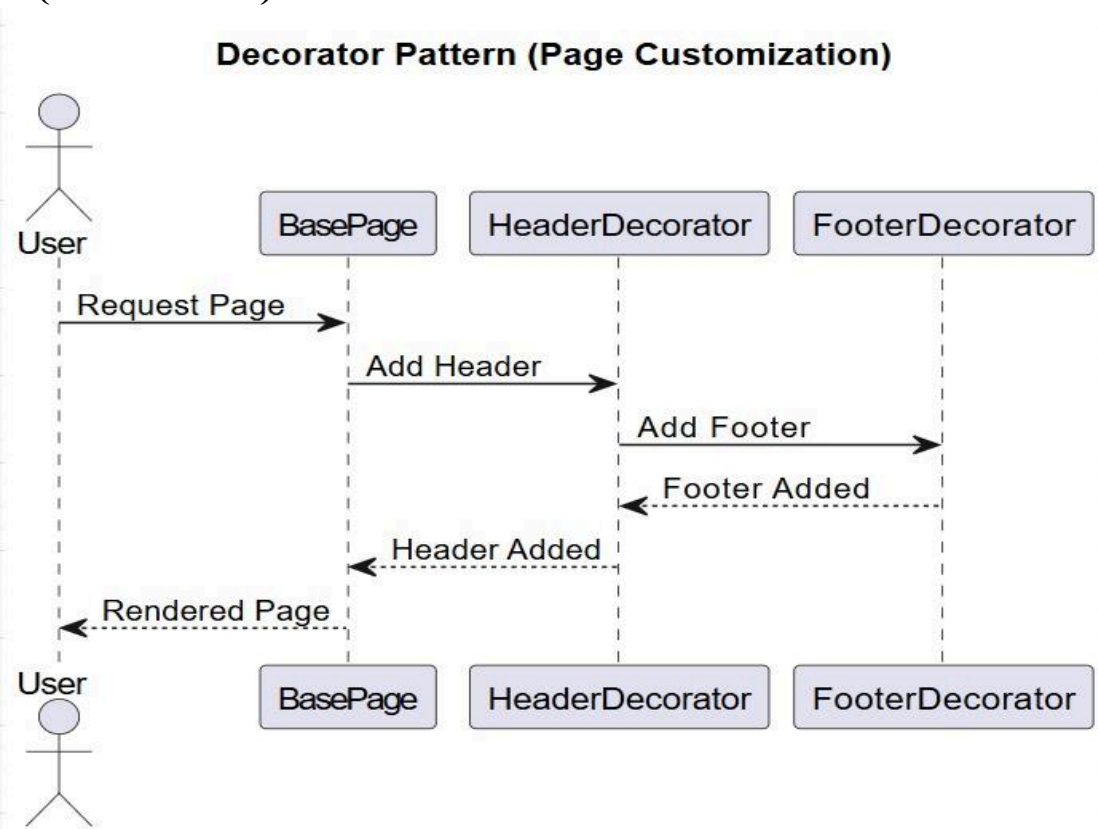 Decorator Pattern (Page Customization)
User
BasePage
HeaderDecorator
FooterDecorator
Request Page
Add Header
Add Footer
Footer Added
Header Added
Rendered Page
User
BasePage
HeaderDecorator
FooterDecorator